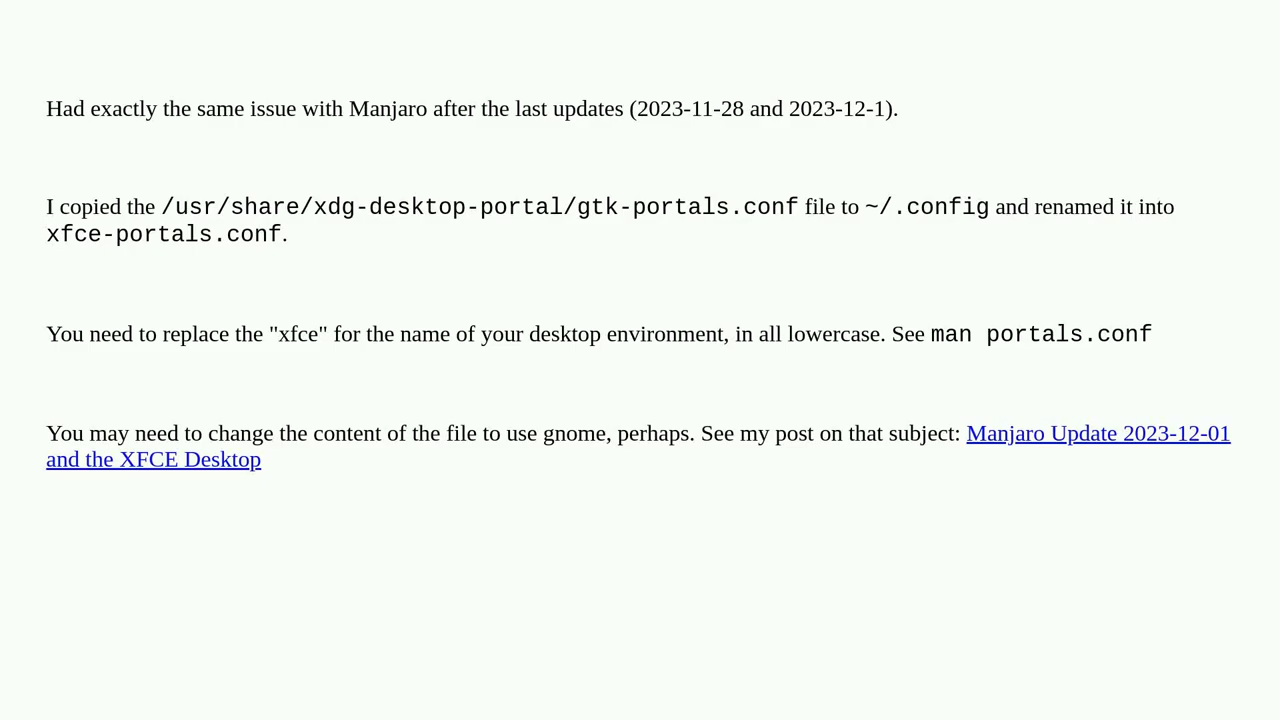 Had exactly the same issue with Manjaro after the last updates (2023-11-28 and 2023-12-1).
I copied the /usr/share/xdg-desktop-portal/gtk-portals.conf file to ~/.config and renamed it into
xfce-portals.conf.
You need to replace the "xfce" for the name of your desktop environment, in all lowercase. See man portals.conf
You may need to change the content of the file to use gnome, perhaps. See my post on that subject: Manjaro Update 2023-12-01
and the XFCE Desktop